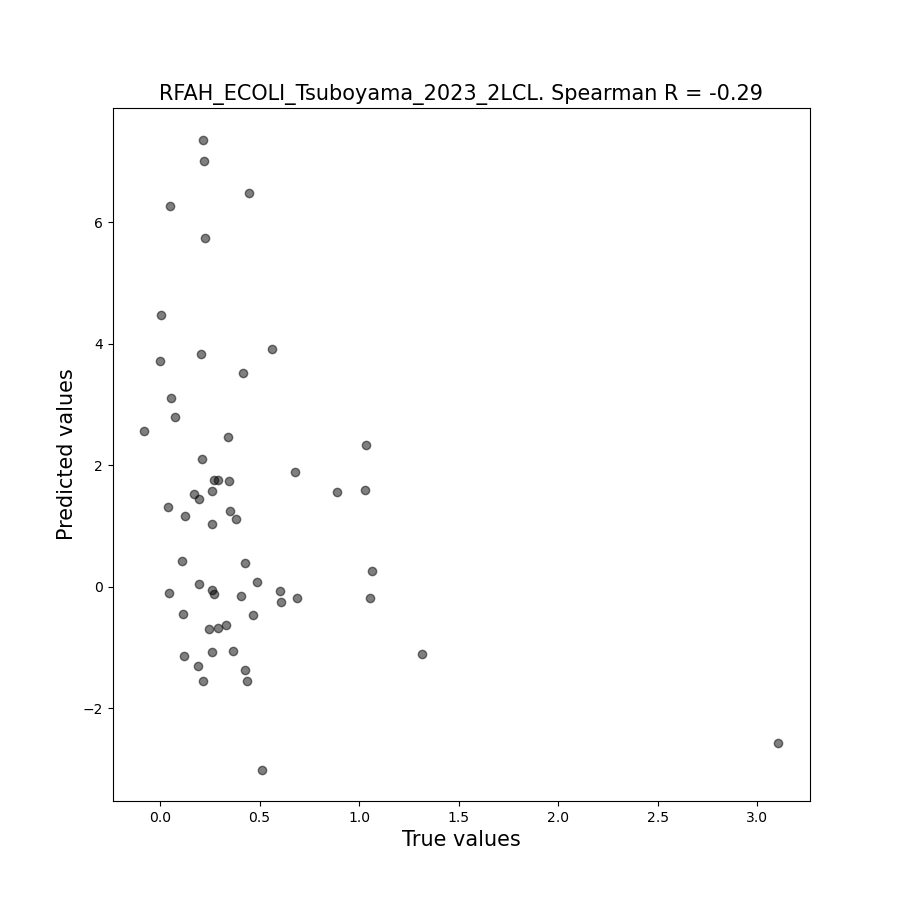 RFAH_ECOLI_Tsuboyama_2023_2LCL. Spearman R = -0.29
6
4
2
0
−2
Predicted values
0.0 0.5 1.0 1.5 2.0 2.5 3.0
True values